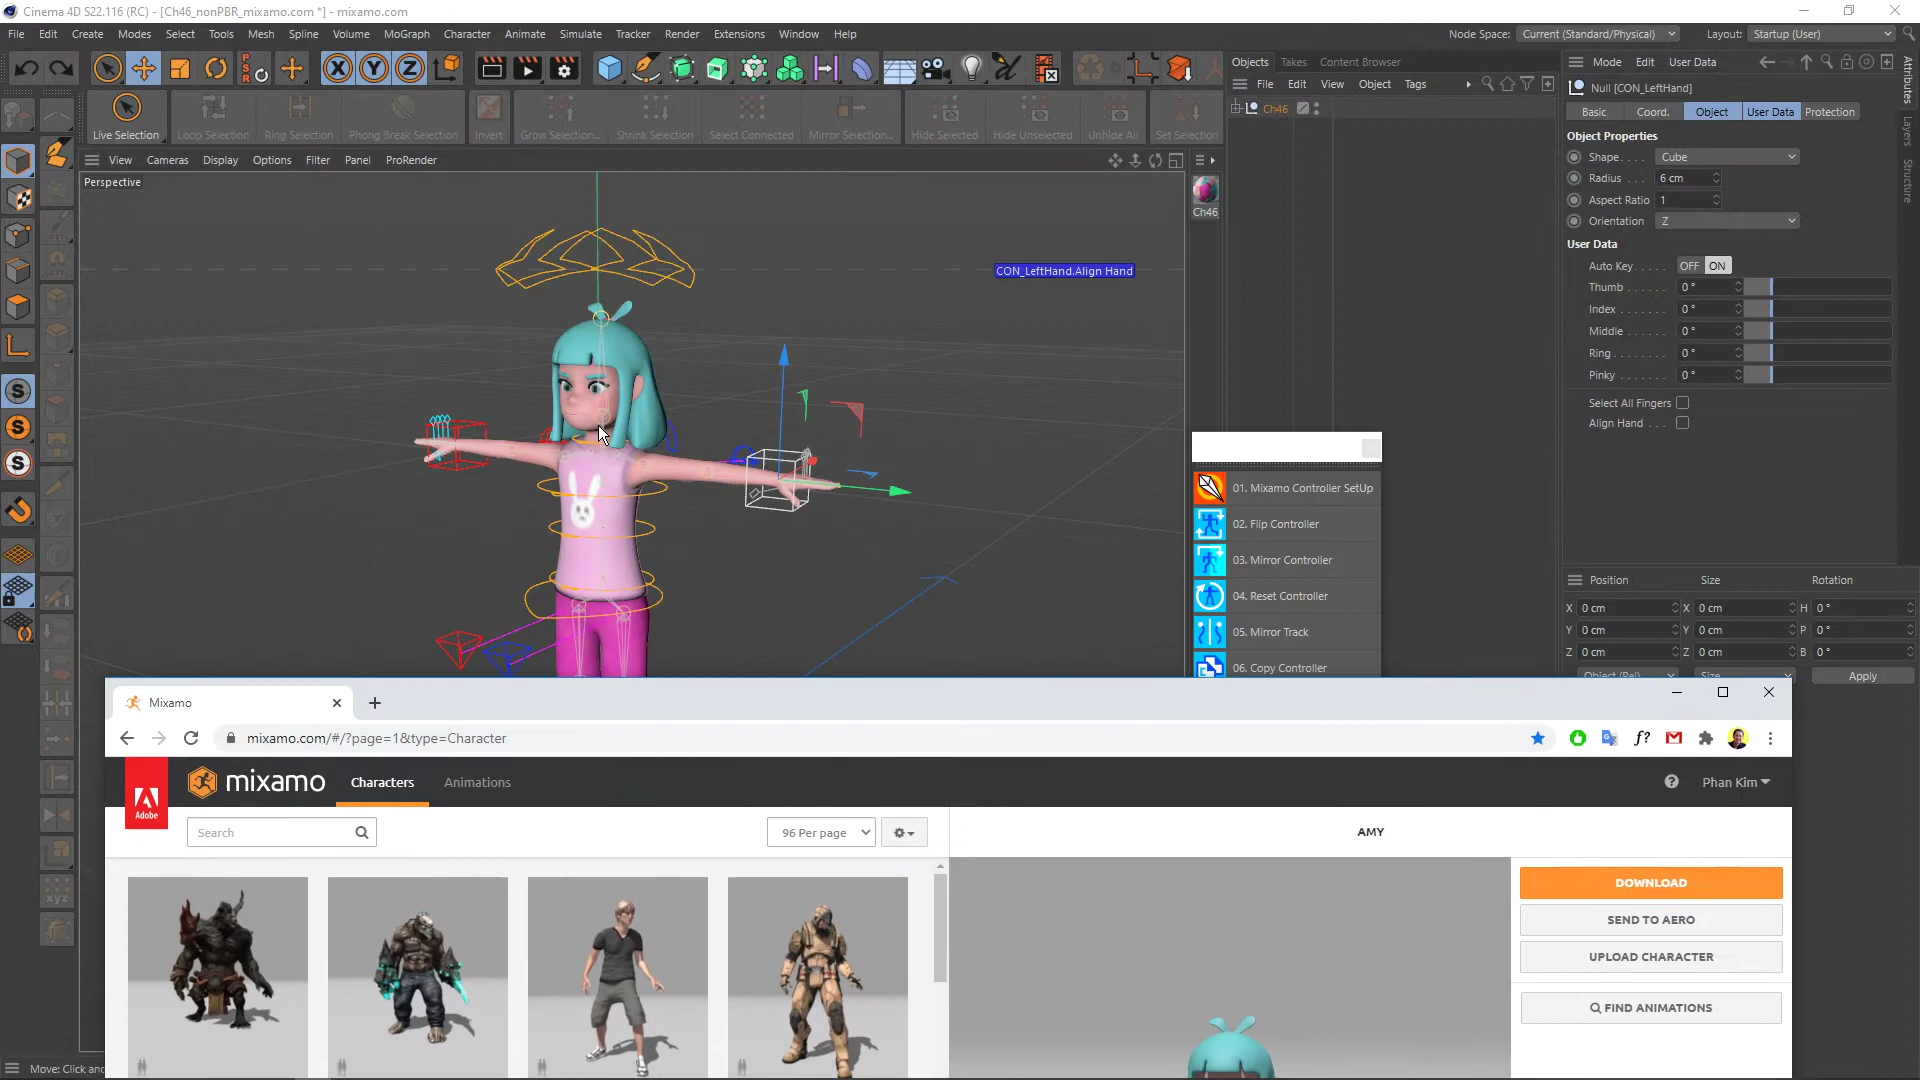 Cinema 4D S22.116 (RC) - [Ch46_nonPBR_mixamo.com *] - mixamo.com
File Edit Create Modes Select Tools Mesh Spline Volume MoGraph Character Animate Simulate Tracker Render Extensions Window Help
Node Space: Current (Standard/Physical) Layout: Startup (User)
PSR X Y Z
Objects Takes Content Browser
File Edit View Object Tags
Mode Edit User Data
Live Selection Loop Selection Ring Selection Phong Break Selection Invert Grow Selection... Shrink Selection Select Connected Mirror Selection... Hide Selected Hide Unselected Unhide All Set Selection
Ch46
Null [CON_LeftHand]
Basic Coord. Object User Data Protection
Attributes
Layers
Structure
View Cameras Display Options Filter Panel ProRender
Perspective
Ch46
CON_LeftHand.Align Hand
Object Properties
Shape. . . . Cube
Radius . . . 6 cm
Aspect Ratio 1
Orientation . Z
User Data
Auto Key. . . . . OFF ON
Thumb . . . . . . 0 °
Index . . . . . . . 0 °
Middle . . . . . . 0 °
Ring . . . . . . . . 0 °
Pinky . . . . . . . 0 °
Select All Fingers
Align Hand .
01. Mixamo Controller SetUp
02. Flip Controller
03. Mirror Controller
04. Reset Controller
05. Mirror Track
06. Copy Controller
Position Size Rotation
X 0 cm X 0 cm H 0 °
Y 0 cm Y 0 cm P 0 °
Z 0 cm Z 0 cm B 0 °
Object (Rel) Size Apply
S
S
S
xyz
Move: Click and
Mixamo
mixamo.com/#/?page=1&type=Character
f?
Adobe
mixamo Characters Animations
Phan Kim
Search
96 Per page
AMY
DOWNLOAD
SEND TO AERO
UPLOAD CHARACTER
FIND ANIMATIONS